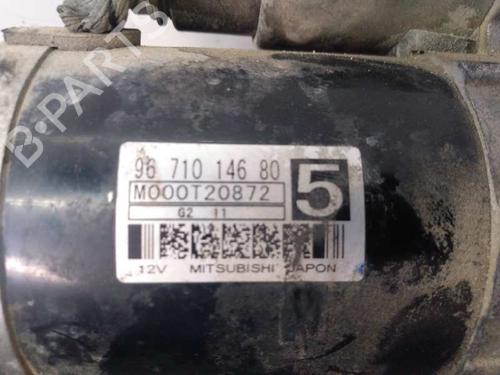 B-PARTS
96 710 146 80
M000T20872
5
G2 11
12V MITSUBISHI JAPON